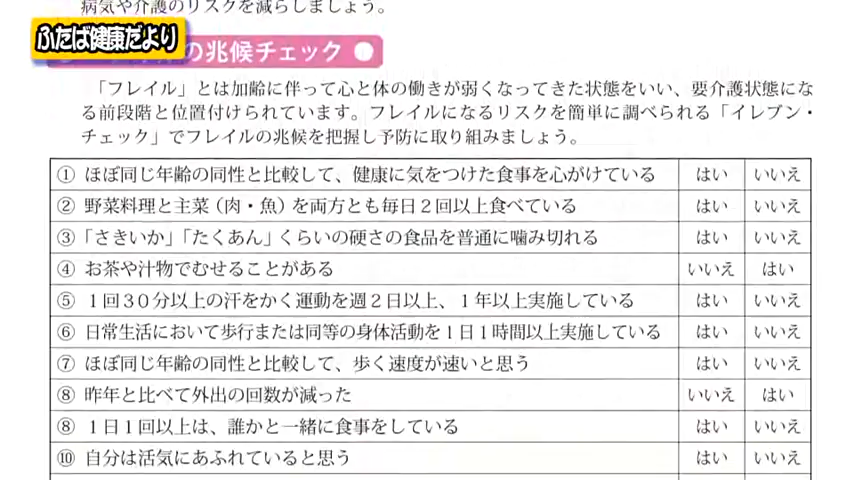 病気や介護のリスクを減らしましょう。
ふたば健康だより
の兆候チェック
「フレイル」とは加齢に伴って心と体の働きが弱くなってきた状態をいい、要介護状態にな
る前段階と位置付けられています。フレイルになるリスクを簡単に調べられる「イレブン・
チェック」でフレイルの兆候を把握し予防に取り組みましょう。
① ほぼ同じ年齢の同性と比較して、健康に気をつけた食事を心がけている はい いいえ
② 野菜料理と主菜（肉・魚）を両方とも毎日２回以上食べている はい いいえ
③ 「さきいか」「たくあん」くらいの硬さの食品を普通に噛み切れる はい いいえ
④ お茶や汁物でむせることがある いいえ はい
⑤ １回３０分以上の汗をかく運動を週２日以上、１年以上実施している はい いいえ
⑥ 日常生活において歩行または同等の身体活動を１日１時間以上実施している はい いいえ
⑦ ほぼ同じ年齢の同性と比較して、歩く速度が速いと思う はい いいえ
⑧ 昨年と比べて外出の回数が減った いいえ はい
⑧ １日１回以上は、誰かと一緒に食事をしている はい いいえ
⑩ 自分は活気にあふれていると思う はい いいえ